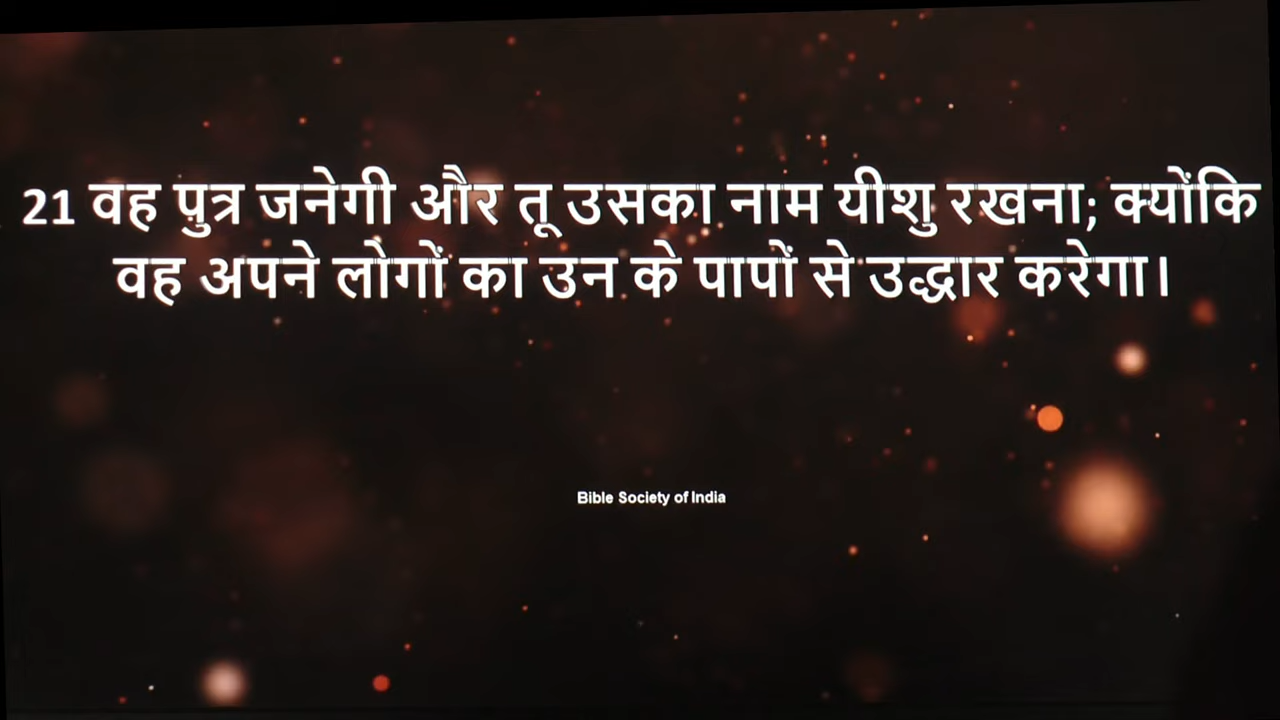 21 वह पुत्र जनेगी और तू उसका नाम यीशु रखना; क्योंकि
वह अपने लोगों का उन के पापों से उद्धार करेगा।
Bible Society of India